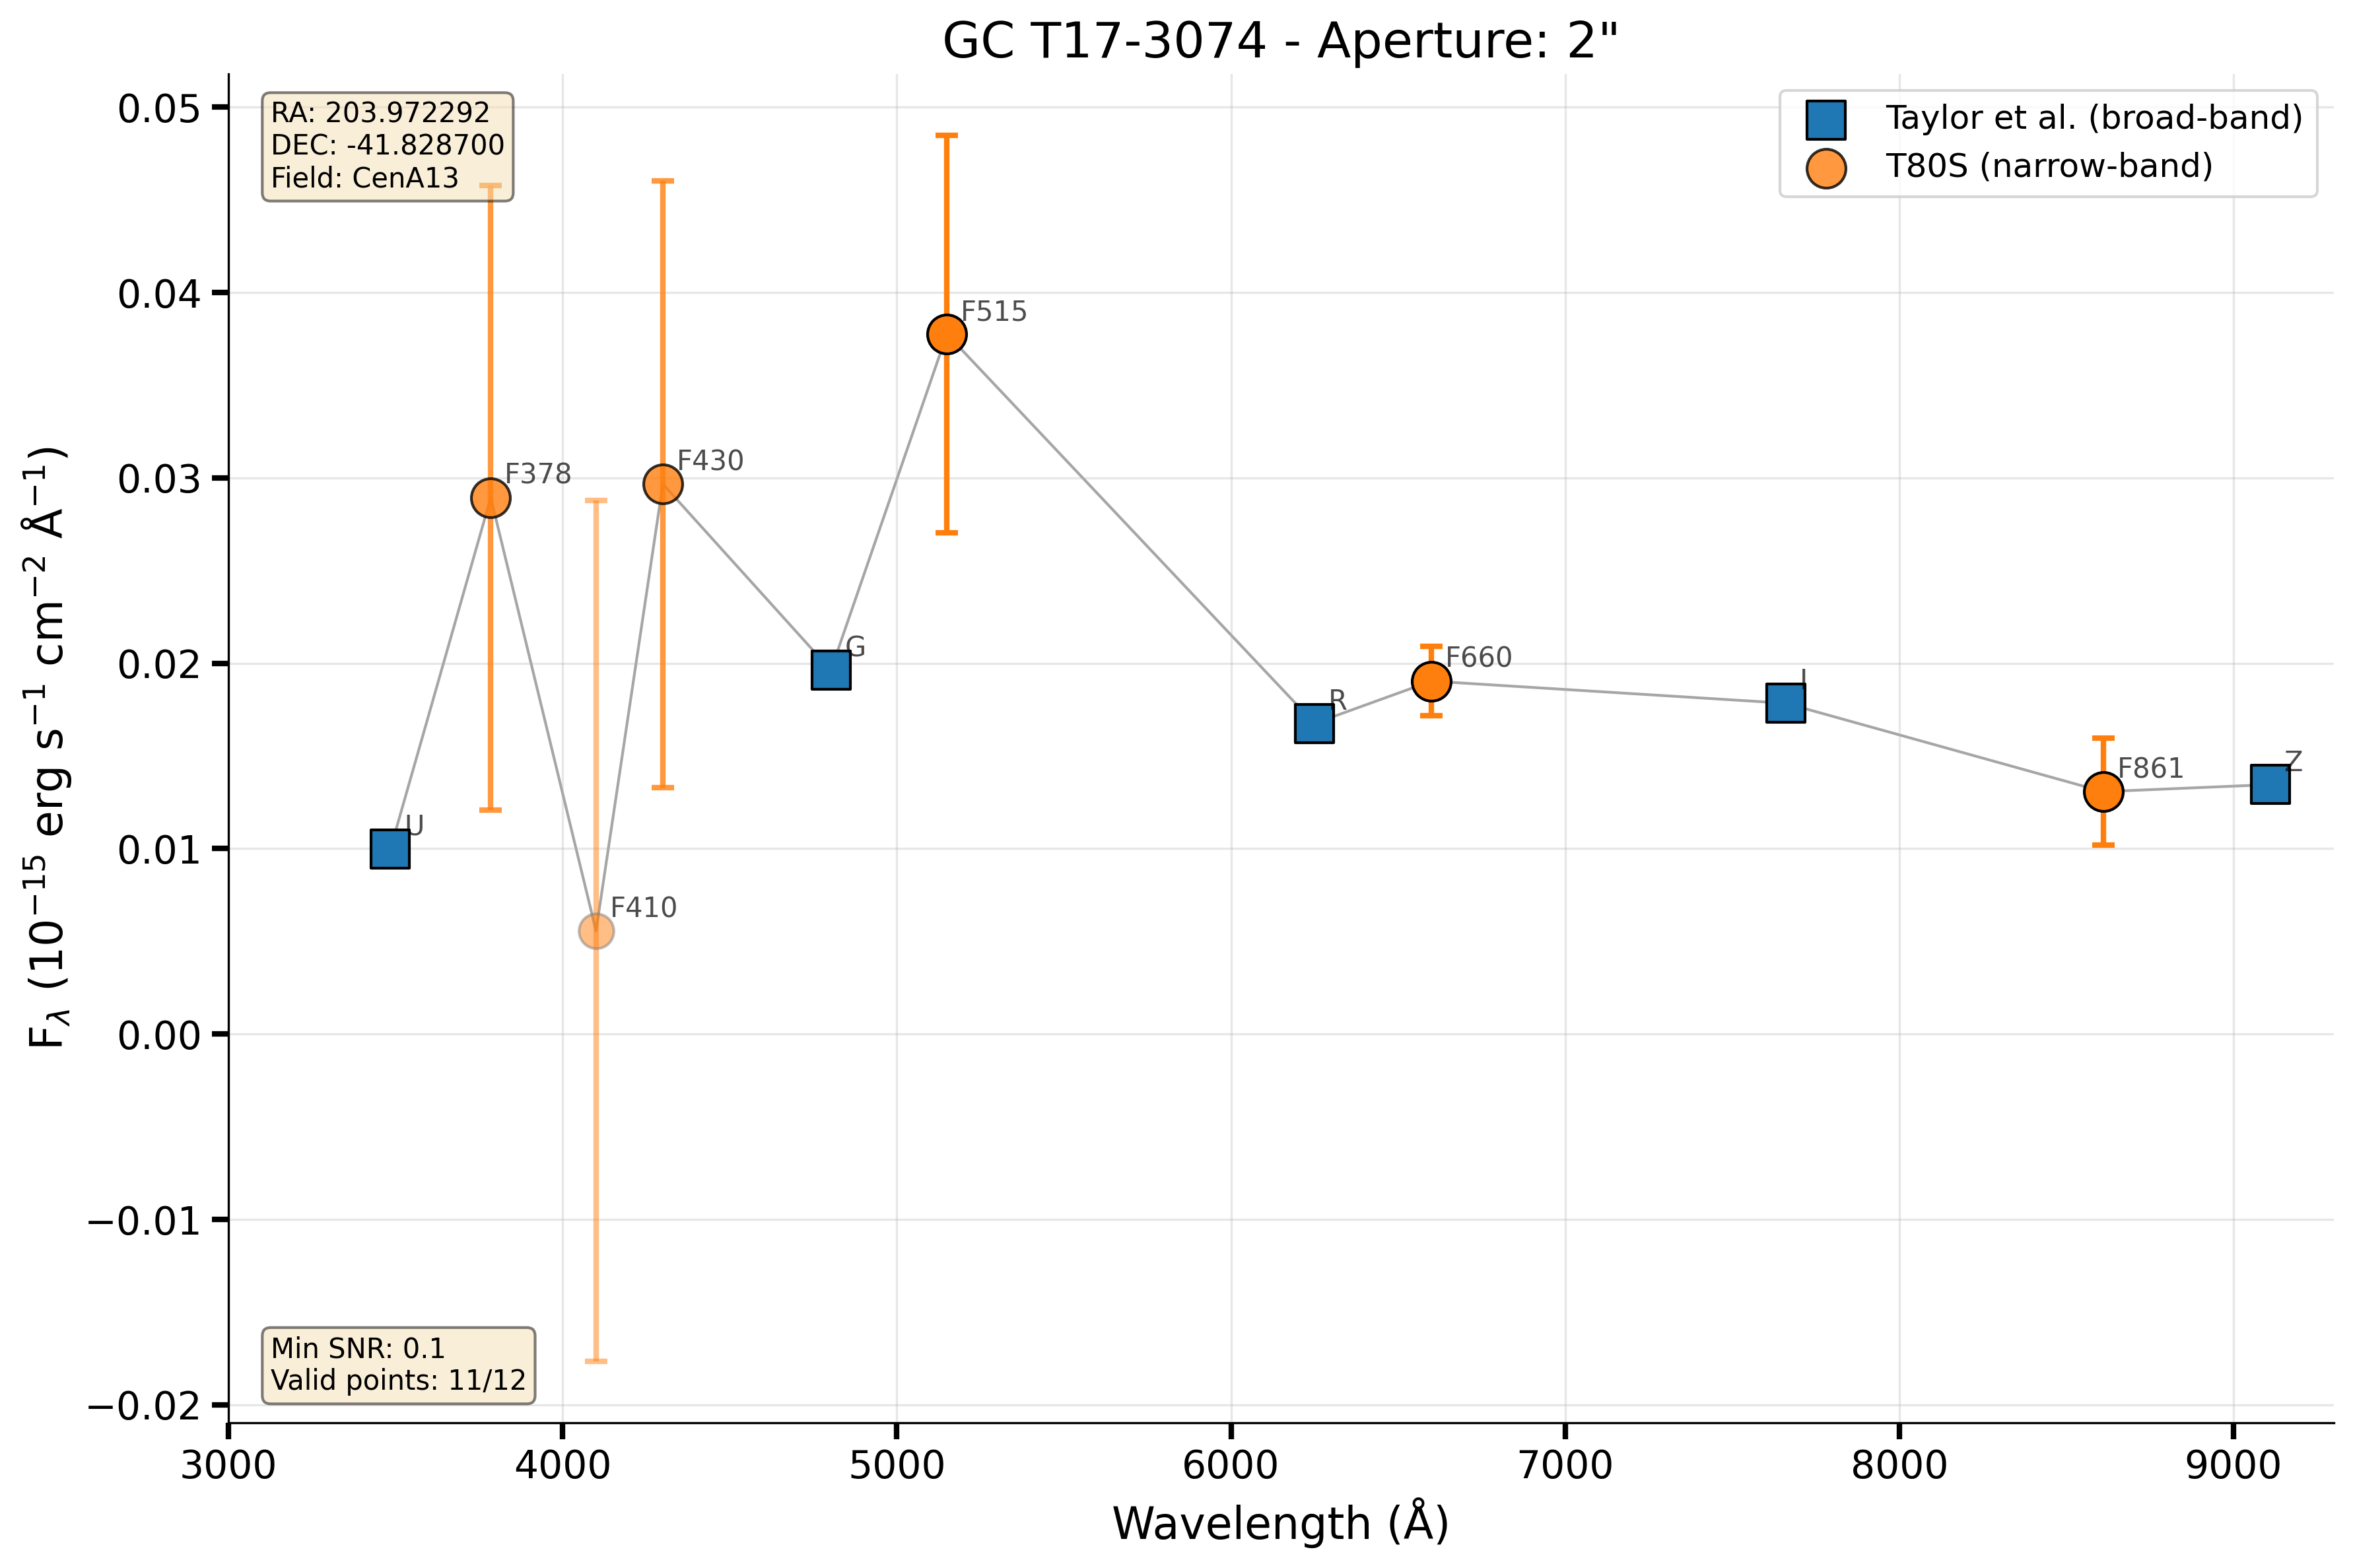 GC T17-3074 - Aperture: 2"
RA: 203.972292
DEC: -41.828700
Field: CenA13
Taylor et al. (broad-band)
T80S (narrow-band)
F_λ (10⁻¹⁵ erg s⁻¹ cm⁻² Å⁻¹)
0.05
0.04
0.03
0.02
0.01
0.00
−0.01
−0.02
U
F378
F410
F430
G
F515
R
F660
I
F861
Z
Min SNR: 0.1
Valid points: 11/12
3000 4000 5000 6000 7000 8000 9000
Wavelength (Å)